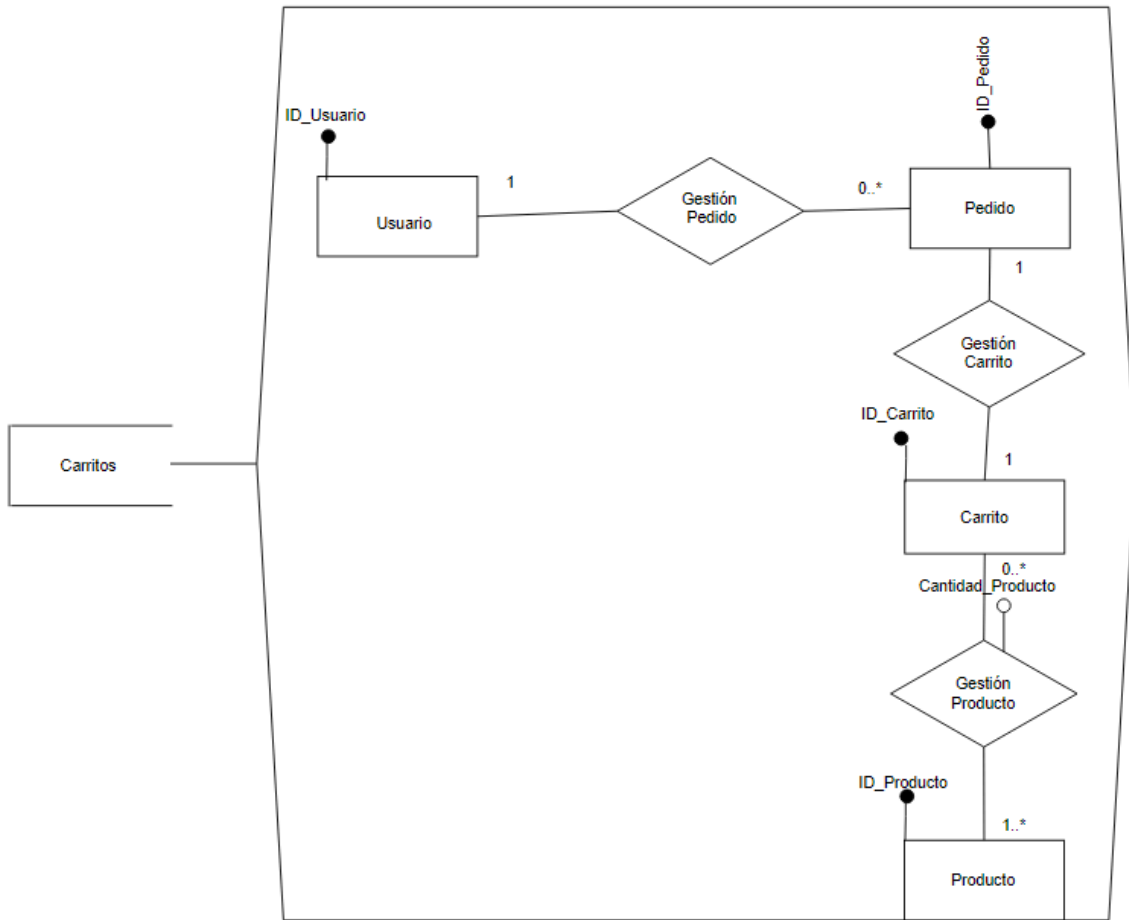 ID_Pedido
ID_Usuario
Usuario
1
Gestión
Pedido
0..*
Pedido
1
Gestión
Carrito
ID_Carrito
1
Carritos
Carrito
0..*
Cantidad_Producto
Gestión
Producto
ID_Producto
1..*
Producto